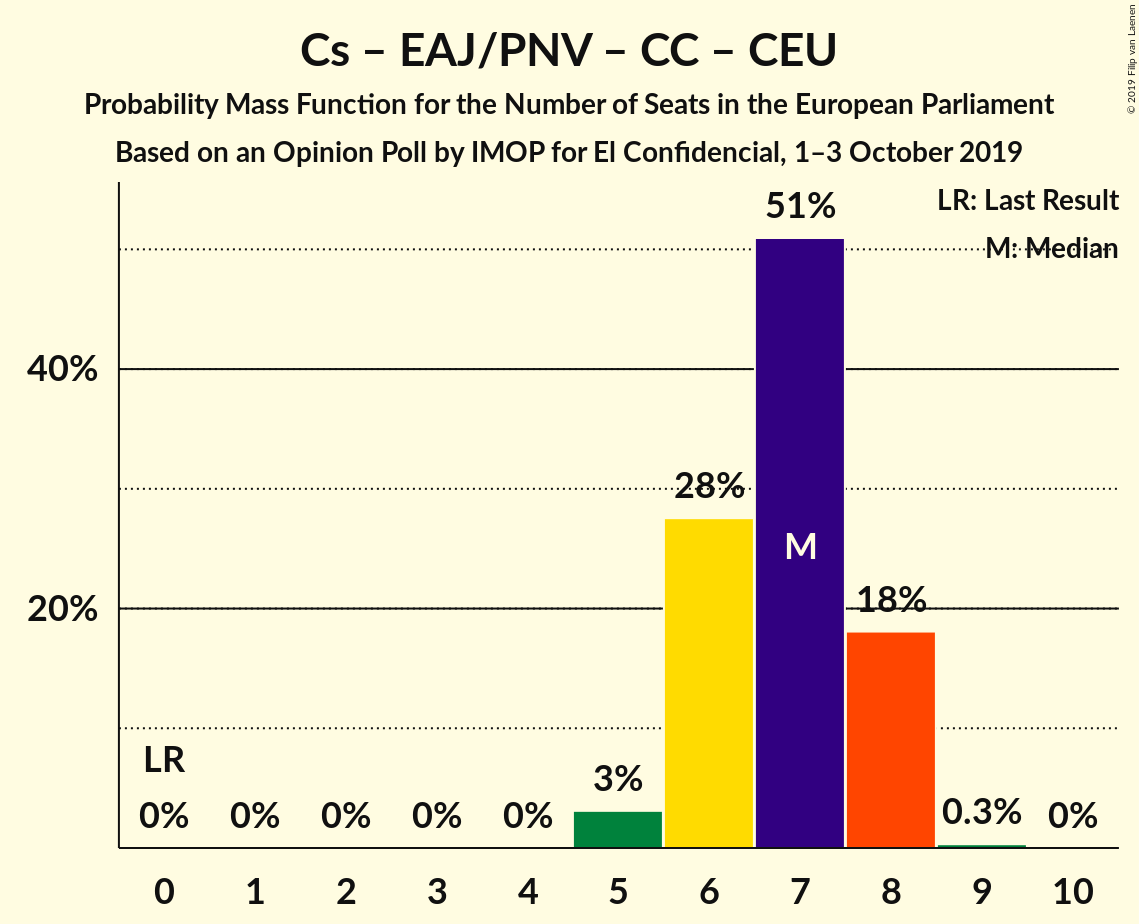 Cs – EAJ/PNV – CC – CEU
Probability Mass Function for the Number of Seats in the European Parliament
Based on an Opinion Poll by IMOP for El Confidencial, 1–3 October 2019
© 2019 Filip van Laenen
LR: Last Result
M: Median
51%
40%
28%
M
20%
18%
LR
3%
0% 0% 0% 0% 0% 0.3% 0%
0 1 2 3 4 5 6 7 8 9 10